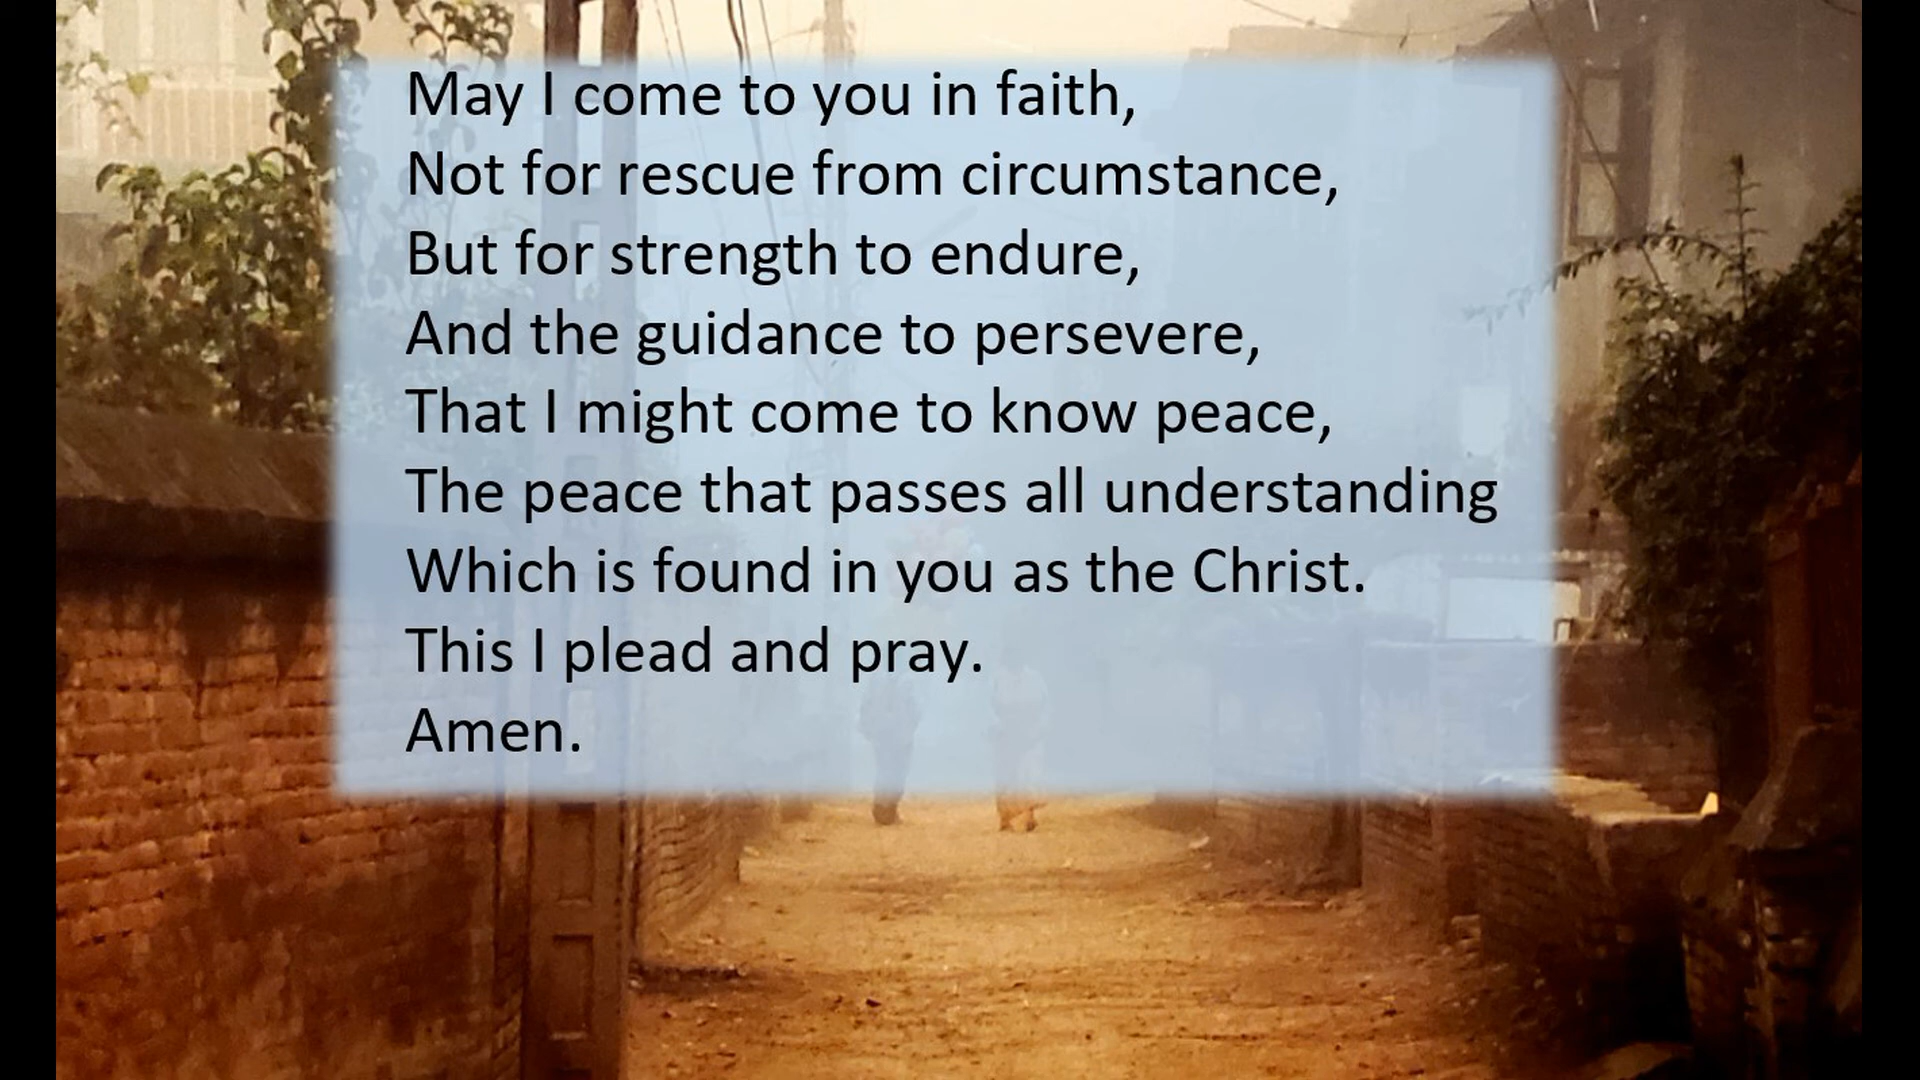 May I come to you in faith,
Not for rescue from circumstance,
But for strength to endure,
And the guidance to persevere,
That I might come to know peace,
The peace that passes all understanding
Which is found in you as the Christ.
This I plead and pray.
Amen.